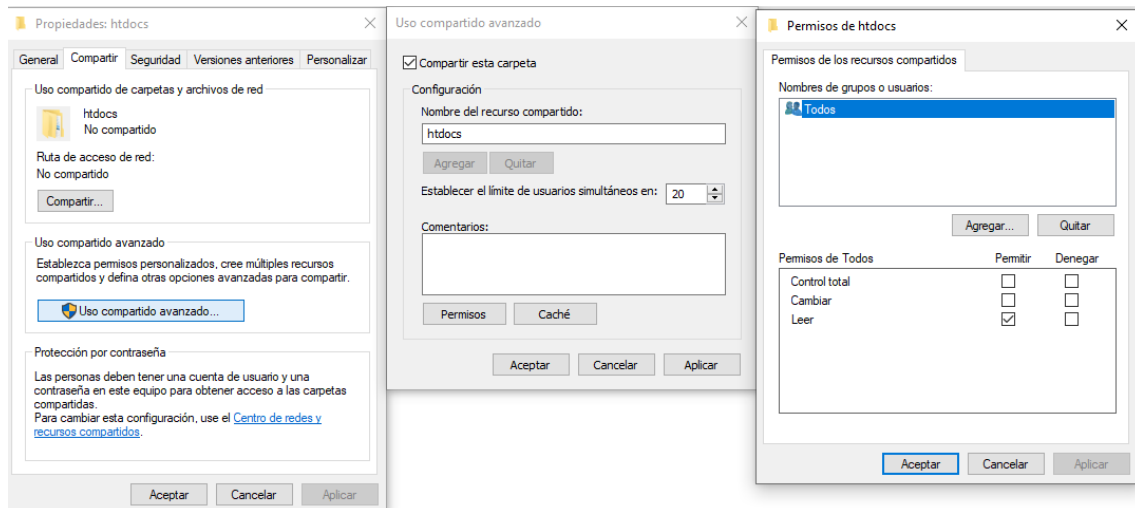 Propiedades: htdocs
General Compartir Seguridad Versiones anteriores Personalizar
Uso compartido de carpetas y archivos de red
htdocs
No compartido
Ruta de acceso de red:
No compartido
Compartir...
Uso compartido avanzado
Establezca permisos personalizados, cree múltiples recursos
compartidos y defina otras opciones avanzadas para compartir.
Uso compartido avanzado...
Protección por contraseña
Las personas deben tener una cuenta de usuario y una
contraseña en este equipo para obtener acceso a las carpetas
compartidas.
Para cambiar esta configuración, use el Centro de redes y
recursos compartidos.
Aceptar Cancelar Aplicar
Uso compartido avanzado
Compartir esta carpeta
Configuración
Nombre del recurso compartido:
htdocs
Agregar Quitar
Establecer el límite de usuarios simultáneos en: 20
Comentarios:
Permisos Caché
Aceptar Cancelar Aplicar
Permisos de htdocs
Permisos de los recursos compartidos
Nombres de grupos o usuarios:
Todos
Agregar... Quitar
Permisos de Todos Permitir Denegar
Control total
Cambiar
Leer
Aceptar Cancelar Aplicar